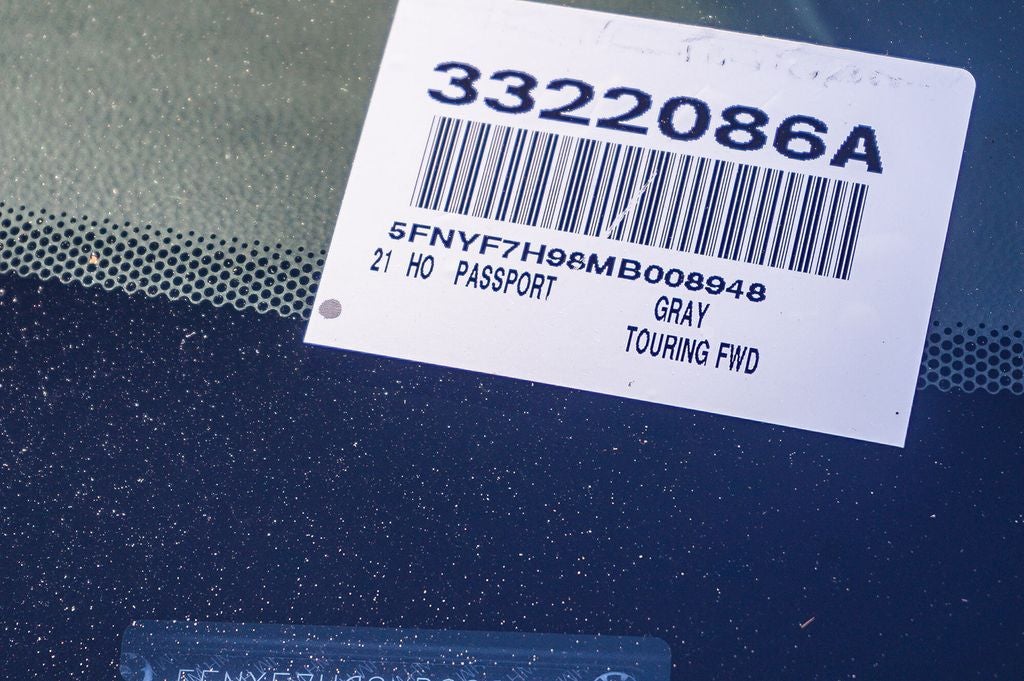 3322086A
5FNYF7H98MB008948
21 HO PASSPORT
GRAY
TOURING FWD